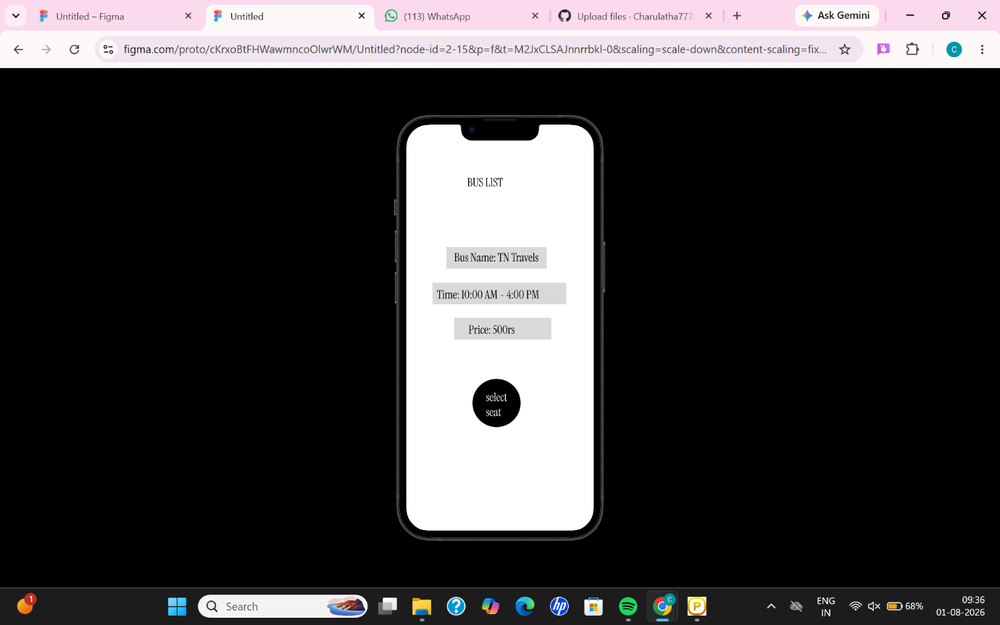 Untitled – Figma
Untitled
(113) WhatsApp
Upload files · Charulatha777
Ask Gemini
figma.com/proto/cKrxoBtFHWawmncoOlwrWM/Untitled?node-id=2-15&p=f&t=M2JxCLSAJnnrrbkI-0&scaling=scale-down&content-scaling=fix...
C
BUS LIST
Bus Name: TN Travels
Time: 10:00 AM - 4:00 PM
Price: 500rs
select
seat
1
Search
hp
C
P
ENG
IN
68%
09:36
01-08-2026